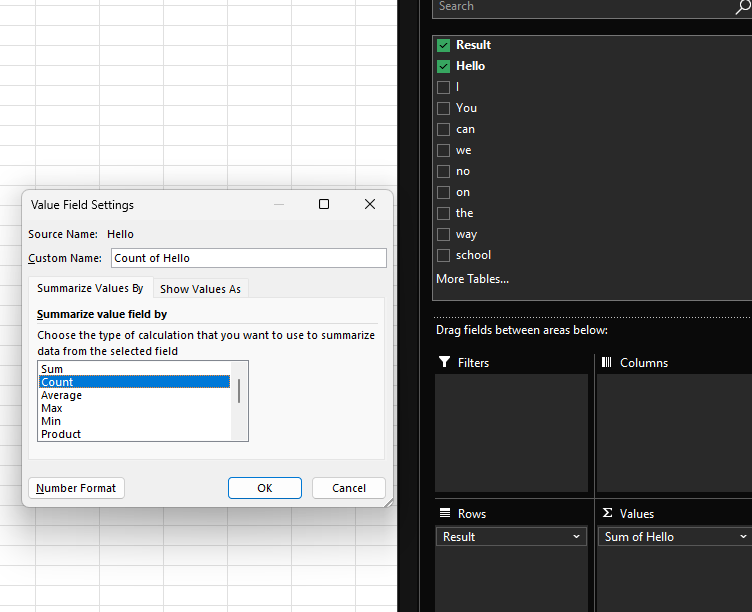 Search
Result
Hello
I
You
can
we
no
on
the
way
school
More Tables...
Drag fields between areas below:
Filters
Columns
Rows
Values
Result
Sum of Hello
Value Field Settings
Source Name: Hello
Custom Name: Count of Hello
Summarize Values By
Show Values As
Summarize value field by
Choose the type of calculation that you want to use to summarize
data from the selected field
Sum
Count
Average
Max
Min
Product
Number Format
OK
Cancel